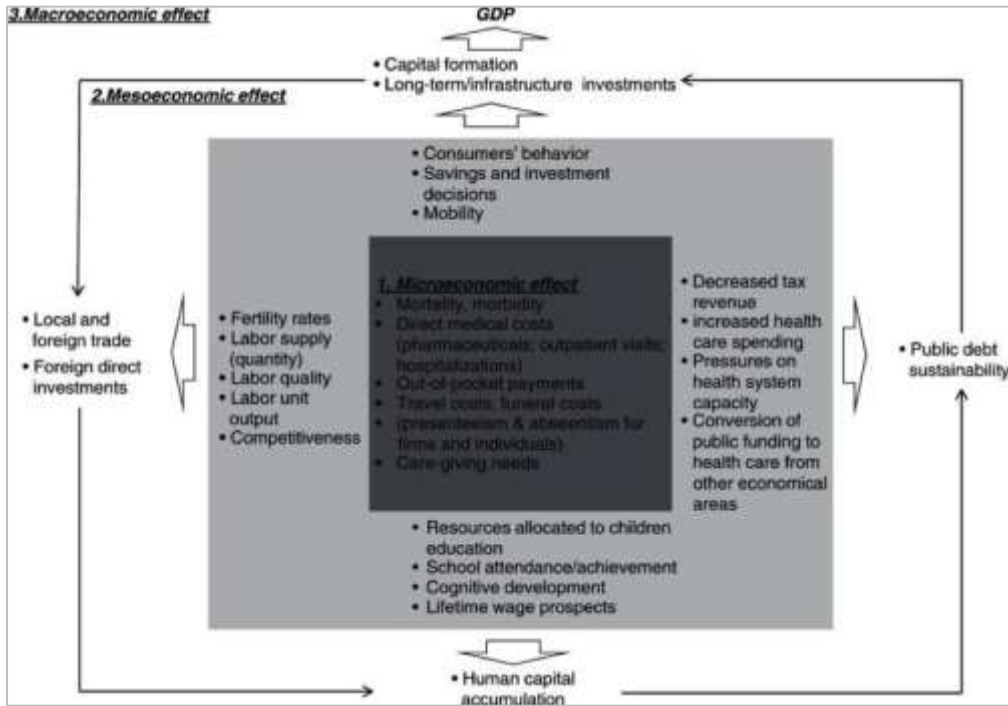 3.Macroeconomic effect
GDP
• Capital formation
• Long-term/infrastructure investments
2.Mesoeconomic effect
• Consumers' behavior
• Savings and investment
decisions
• Mobility
1. Microeconomic effect
• Mortality, morbidity
• Direct medical costs
(pharmaceuticals; outpatient visits;
hospitalizations)
• Out-of-pocket payments
• Travel costs; funeral costs
• (presenteeism & absentism for
firms and individuals)
• Care-giving needs
• Local and
foreign trade
• Foreign direct
investments
• Fertility rates
• Labor supply
(quantity)
• Labor quality
• Labor unit
output
• Competitiveness
• Decreased tax
revenue
• increased health
care spending
• Pressures on
health system
capacity
• Conversion of
public funding to
health care from
other economical
areas
• Public debt
sustainability
• Resources allocated to children
education
• School attendance/achievement
• Cognitive development
• Lifetime wage prospects
• Human capital
accumulation